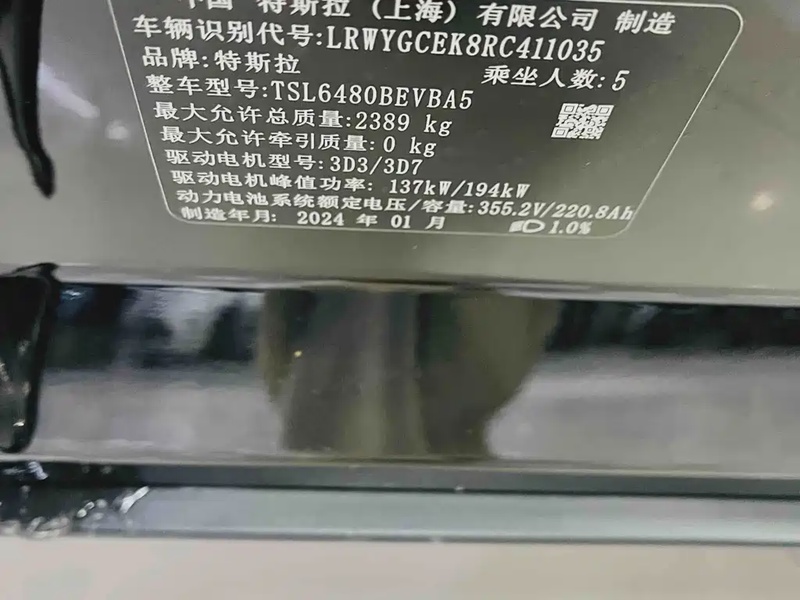 中国 特斯拉（上海）有限公司 制造
车辆识别代号:LRWYGCEK8RC411035
品牌:特斯拉 乘坐人数:5
整车型号:TSL6480BEVBA5
最大允许总质量:2389 kg
最大允许牵引质量:0 kg
驱动电机型号:3D3/3D7
驱动电机峰值功率: 137kW/194kW
动力电池系统额定电压/容量:355.2V/220.8Ah
制造年月: 2024 年 01 月 1.0%